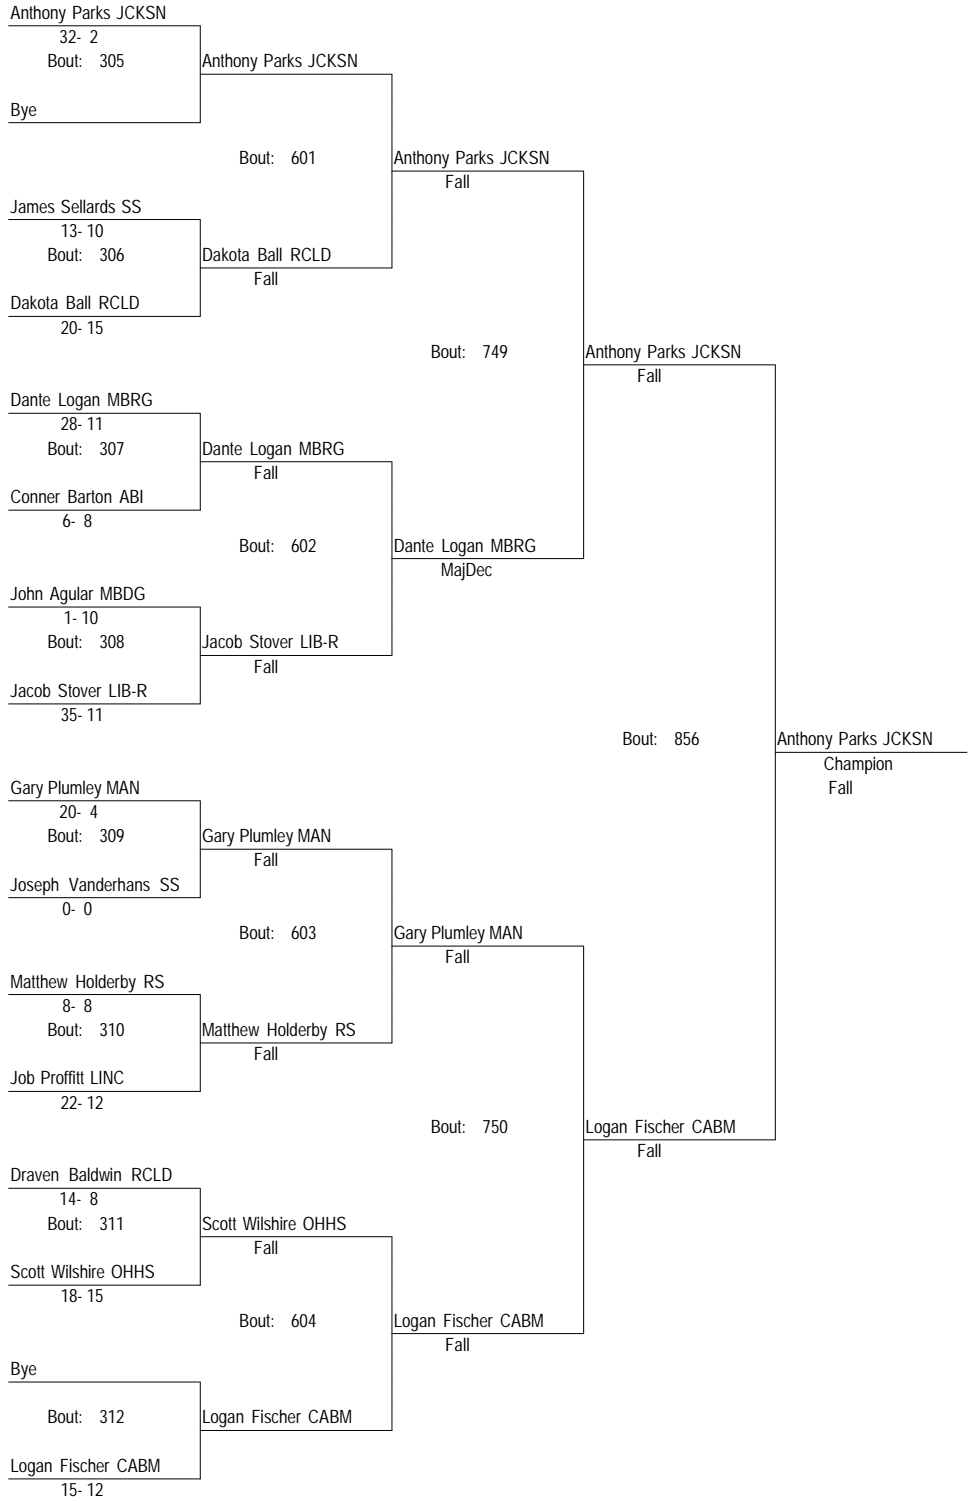 Anthony Parks JCKSN
32- 2
Bout: 305
Anthony Parks JCKSN
Bye
Bout: 601
Anthony Parks JCKSN
Fall
James Sellards SS
13- 10
Bout: 306
Dakota Ball RCLD
Fall
Dakota Ball RCLD
20- 15
Bout: 749
Anthony Parks JCKSN
Fall
Dante Logan MBRG
28- 11
Bout: 307
Dante Logan MBRG
Fall
Conner Barton ABI
6- 8
Bout: 602
Dante Logan MBRG
MajDec
John Agular MBDG
1- 10
Bout: 308
Jacob Stover LIB-R
Fall
Jacob Stover LIB-R
35- 11
Bout: 856
Anthony Parks JCKSN
Champion
Fall
Gary Plumley MAN
20- 4
Bout: 309
Gary Plumley MAN
Fall
Joseph Vanderhans SS
0- 0
Bout: 603
Gary Plumley MAN
Fall
Matthew Holderby RS
8- 8
Bout: 310
Matthew Holderby RS
Fall
Job Proffitt LINC
22- 12
Bout: 750
Logan Fischer CABM
Fall
Draven Baldwin RCLD
14- 8
Bout: 311
Scott Wilshire OHHS
Fall
Scott Wilshire OHHS
18- 15
Bout: 604
Logan Fischer CABM
Fall
Bye
Bout: 312
Logan Fischer CABM
Logan Fischer CABM
15- 12